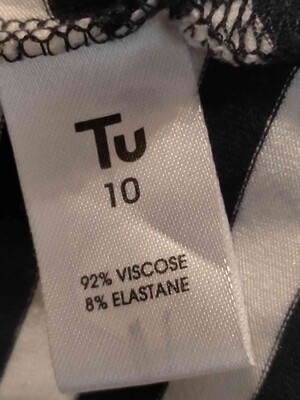 Tu
10
92% VISCOSE
8% ELASTANE